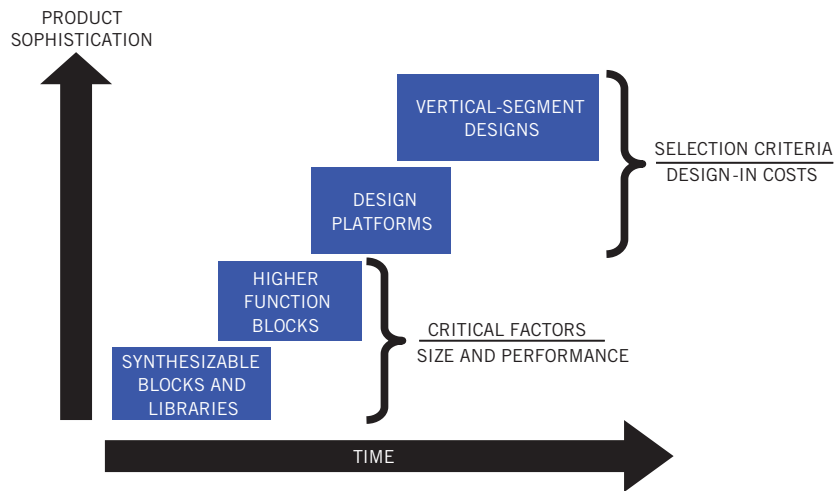 PRODUCT
SOPHISTICATION
VERTICAL-SEGMENT
DESIGNS
SELECTION CRITERIA
DESIGN-IN COSTS
DESIGN
PLATFORMS
HIGHER
FUNCTION
BLOCKS
CRITICAL FACTORS
SIZE AND PERFORMANCE
SYNTHESIZABLE
BLOCKS AND
LIBRARIES
TIME